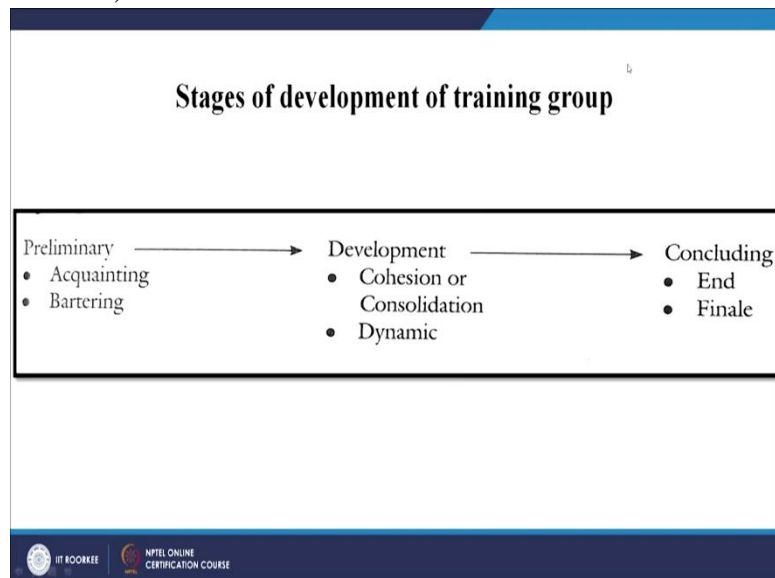 Stages of development of training group
Preliminary
• Acquainting
• Bartering
Development
• Cohesion or
Consolidation
• Dynamic
Concluding
• End
• Finale
IIT ROORKEE
NPTEL ONLINE
CERTIFICATION COURSE